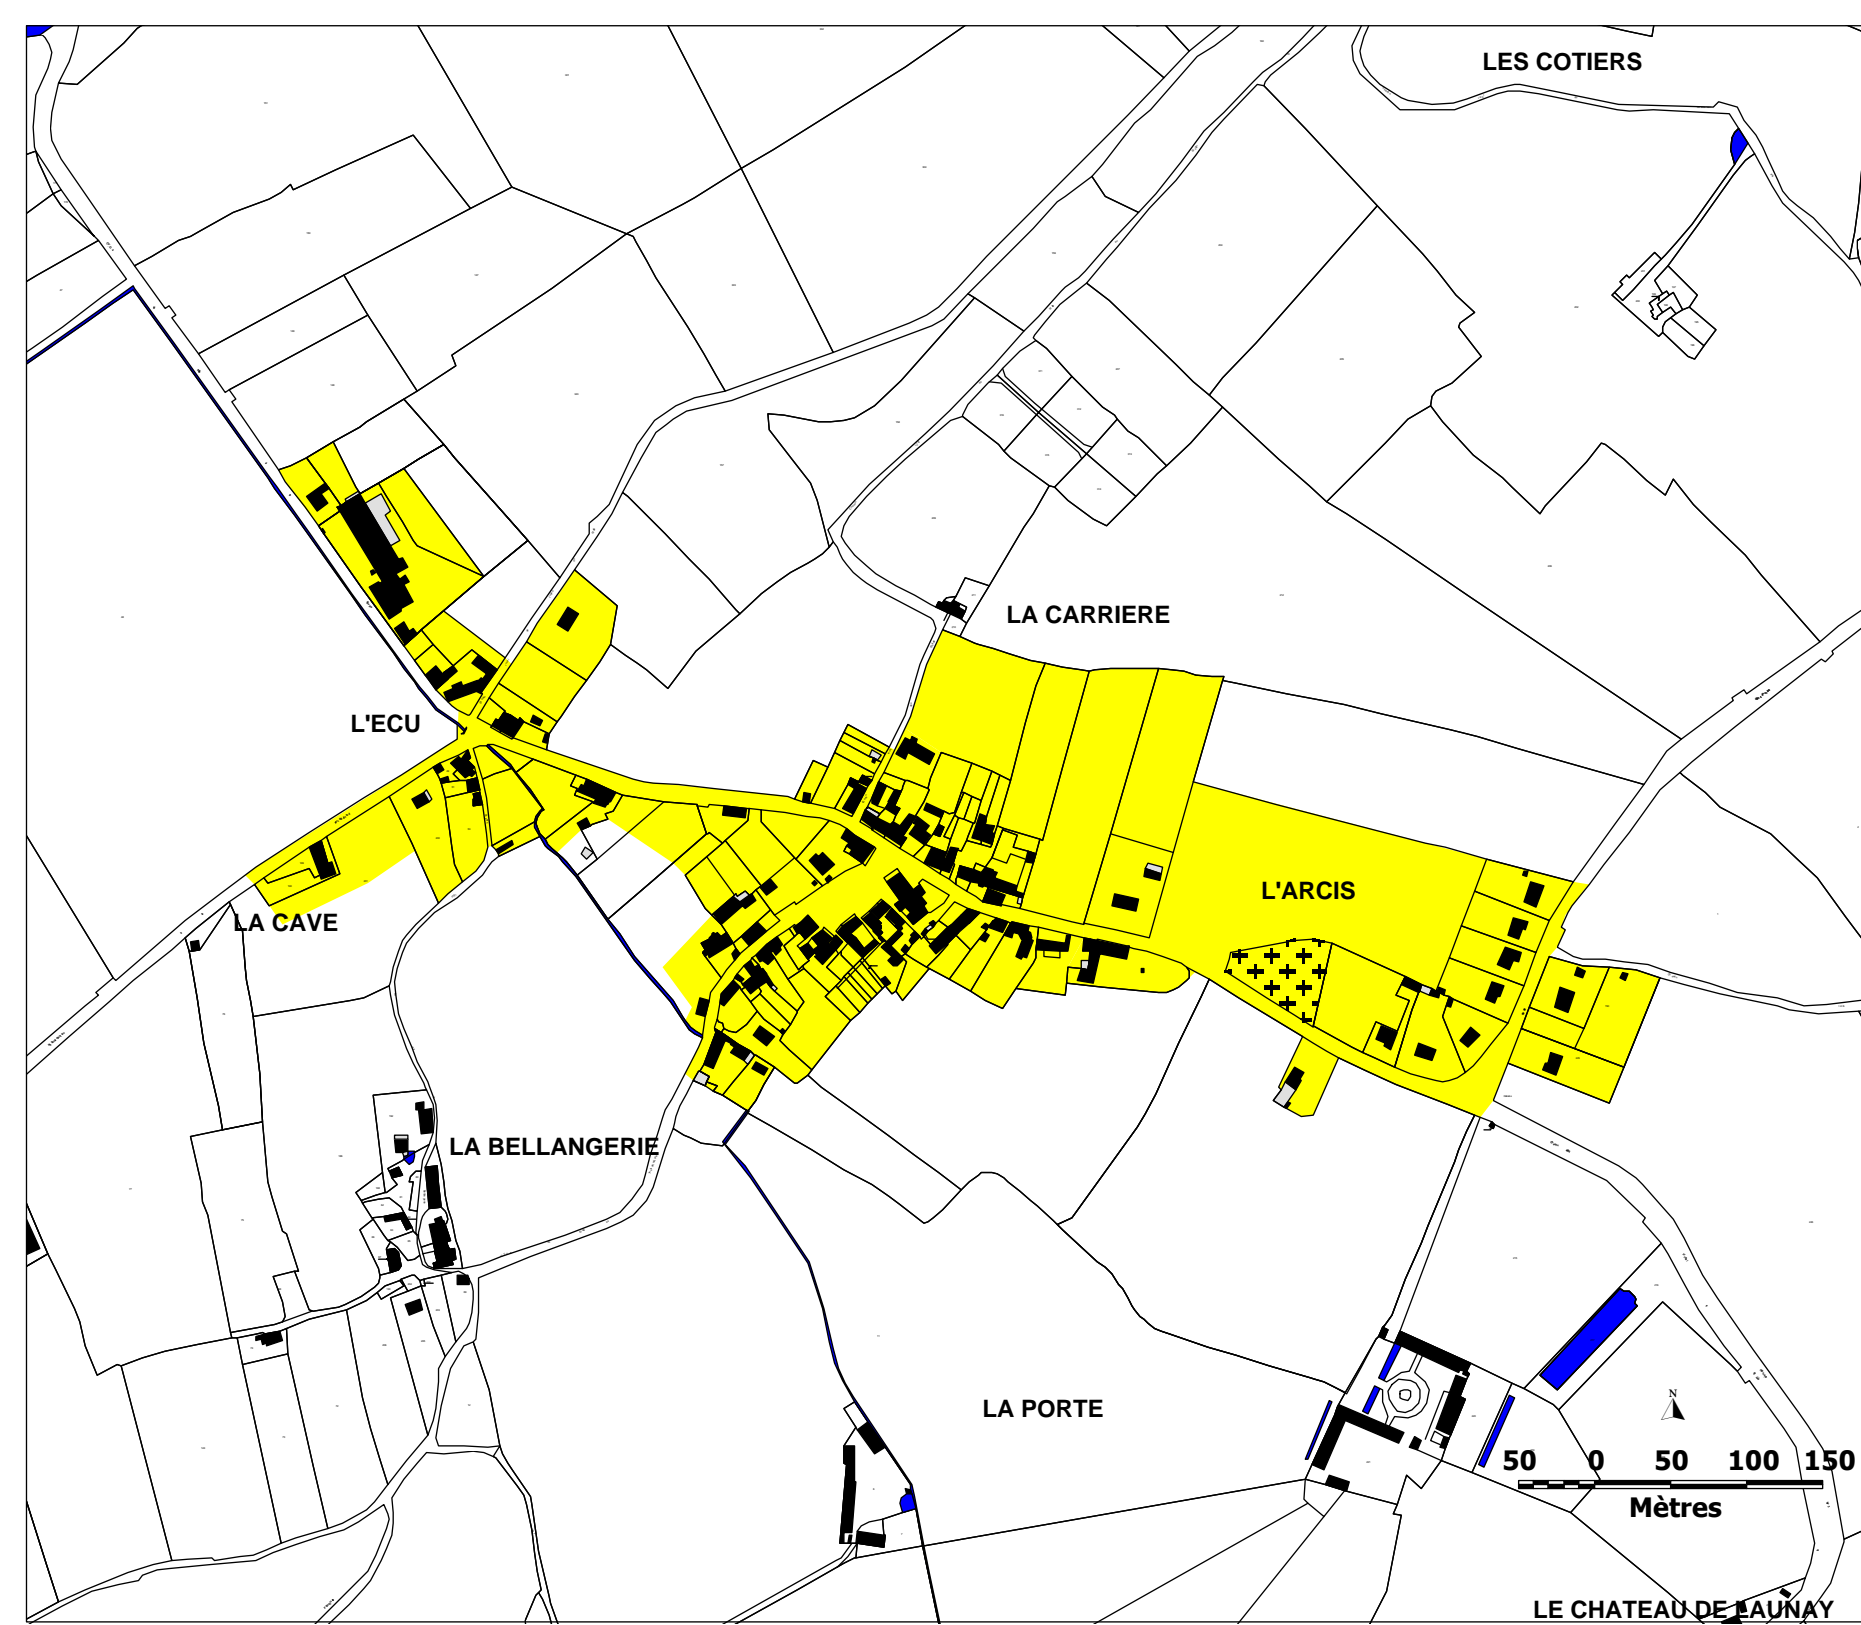 LES COTIERS
LA CARRIERE
L'ECU
L'ARCIS
LA CAVE
LA BELLANGERIE
LA PORTE
N
50 0 50 100 150
Mètres
LE CHATEAU DE LAUNAY